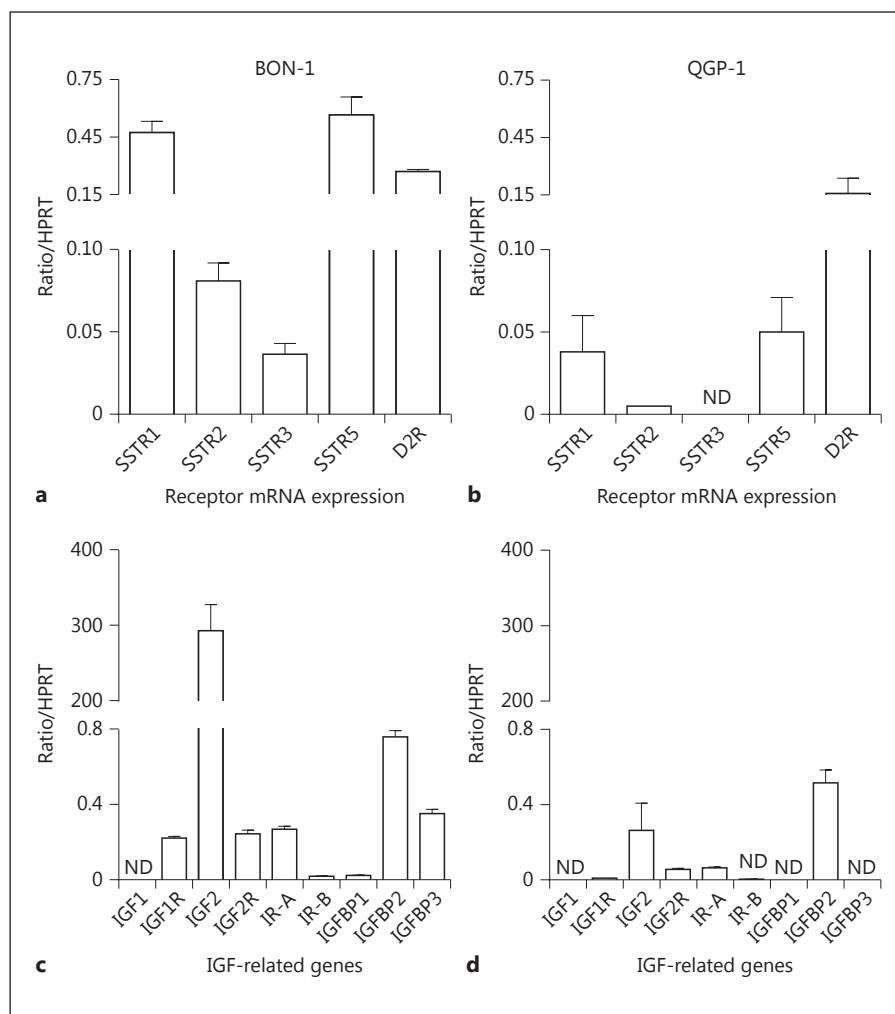 BON-1
QGP-1
0.75
0.45
0.15
0.10
0.05
0
Ratio/HPRT
SSTR1
SSTR2
SSTR3
SSTR5
D2R
a
Receptor mRNA expression
0.75
0.45
0.15
0.10
0.05
0
Ratio/HPRT
ND
SSTR1
SSTR2
SSTR3
SSTR5
D2R
b
Receptor mRNA expression
400
300
200
0.8
0.4
0
Ratio/HPRT
ND
IGF1
IGF1R
IGF2
IGF2R
IR-A
IR-B
IGFBP1
IGFBP2
IGFBP3
c
IGF-related genes
400
300
200
0.8
0.4
0
Ratio/HPRT
ND
ND
ND
ND
IGF1
IGF1R
IGF2
IGF2R
IR-A
IR-B
IGFBP1
IGFBP2
IGFBP3
d
IGF-related genes